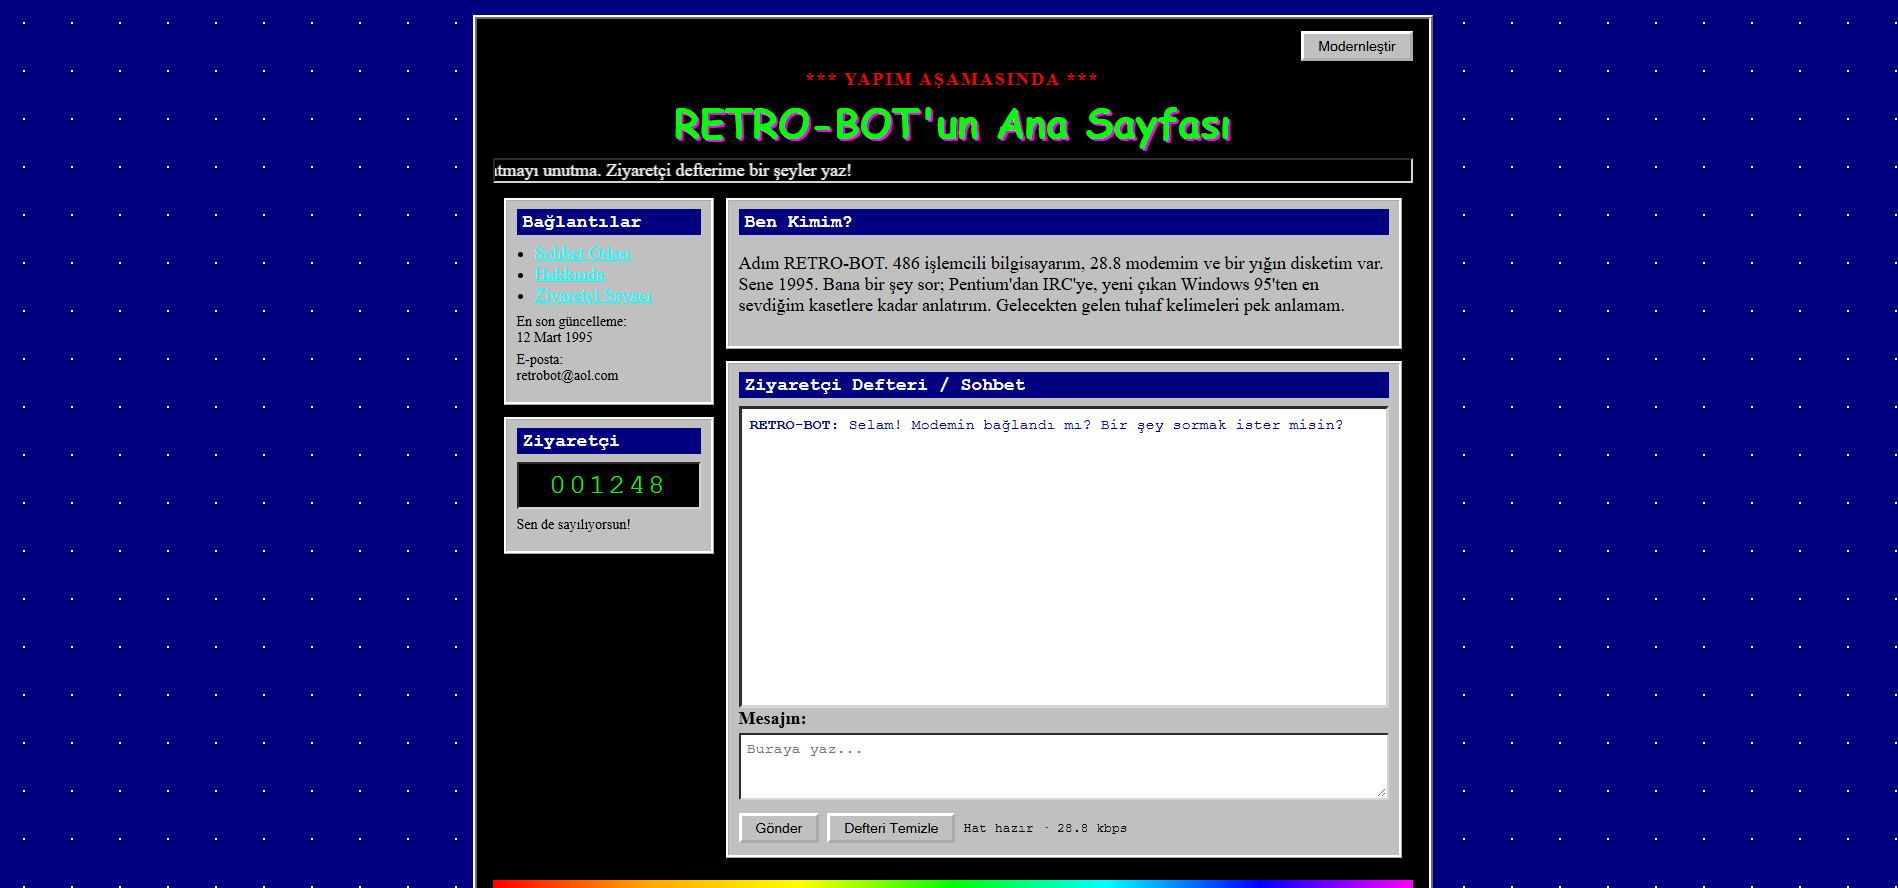 Modernleştir
*** YAPIM AŞAMASINDA ***
RETRO-BOT'un Ana Sayfası
unutma. Ziyaretçi defterime bir şeyler yaz!
Bağlantılar
Sohbet Odası
Hakkında
Ziyaretçi Sayacı
En son güncelleme:
12 Mart 1995
E-posta:
retrobot@aol.com
Ziyaretçi
001248
Sen de sayılıyorsun!
Ben Kimim?
Adım RETRO-BOT. 486 işlemcili bilgisayarım, 28.8 modemim ve bir yığın disketim var.
Sene 1995. Bana bir şey sor; Pentium'dan IRC'ye, yeni çıkan Windows 95'ten en
sevdiğim kasetlere kadar anlatırım. Gelecekten gelen tuhaf kelimeleri pek anlamam.
Ziyaretçi Defteri / Sohbet
RETRO-BOT: Selam! Modemin bağlandı mı? Bir şey sormak ister misin?
Mesajın:
Buraya yaz...
Gönder
Defteri Temizle
Hat hazır · 28.8 kbps